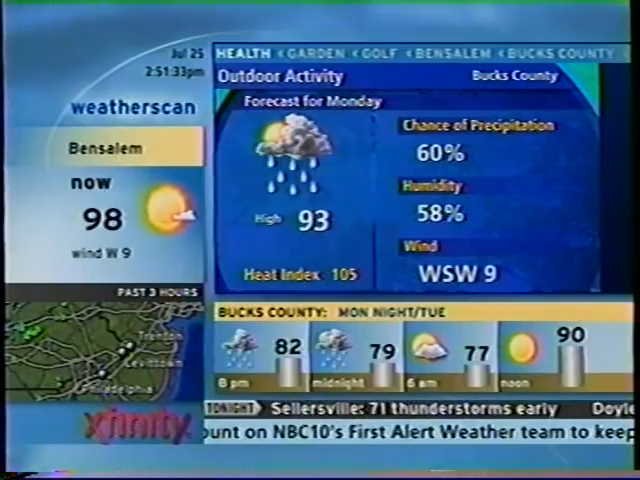 Jul 25
2:51:33pm
HEALTH < GARDEN < GOLF < BENSALEM < BUCKS COUNTY
Outdoor Activity
Bucks County
weatherscan
Forecast for Monday
Bensalem
now
98
wind W 9
High 93
Heat Index 105
Chance of Precipitation
60%
Humidity
58%
Wind
WSW 9
PAST 3 HOURS
Trenton
Levittown
Philadelphia
BUCKS COUNTY: MON NIGHT/TUE
82
8 pm
79
midnight
77
6 am
90
noon
TONIGHT
Sellersville: 71 thunderstorms early
Doyle
xfinity
ount on NBC10's First Alert Weather team to keep